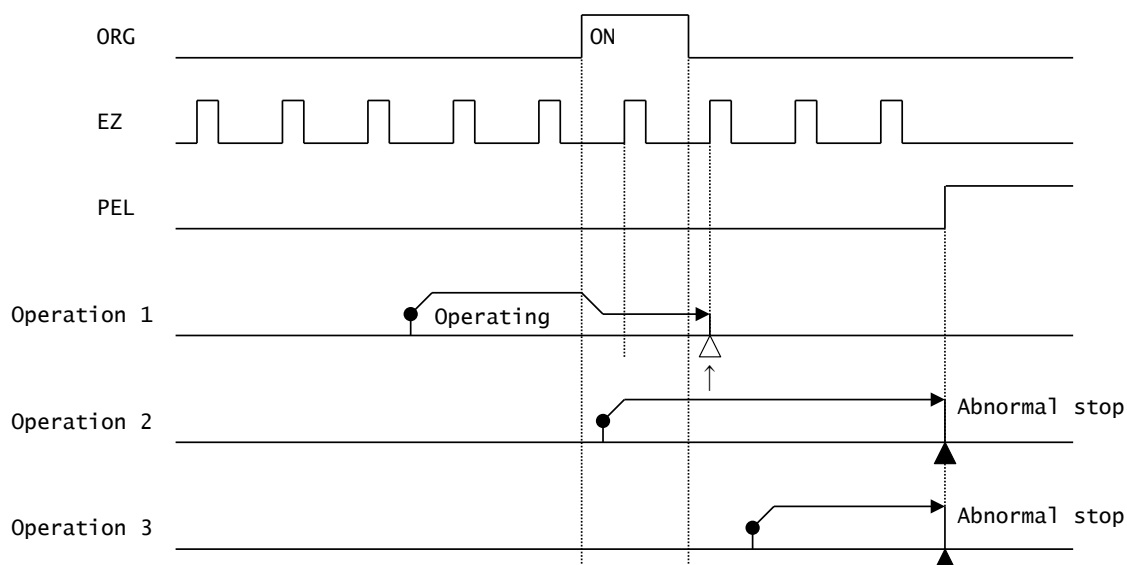 ORG ON
EZ
PEL
Operation 1 Operating
Operation 2 Abnormal stop
Operation 3 Abnormal stop